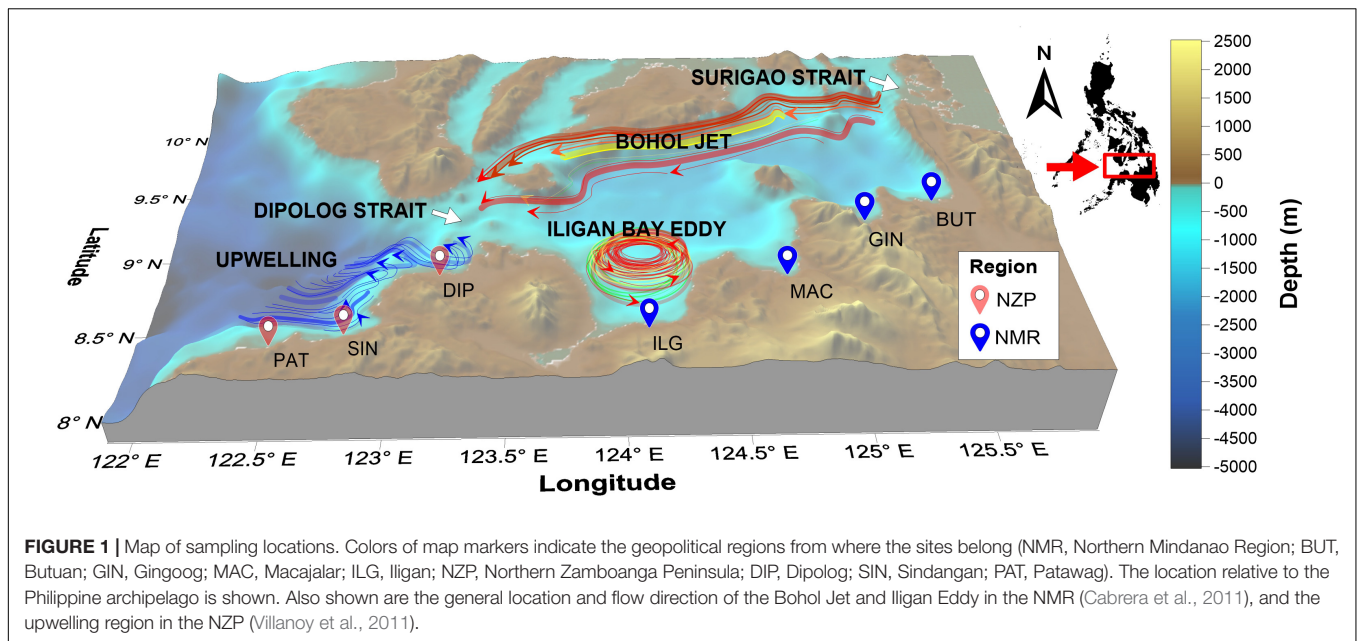 SURIGAO STRAIT
BOHOL JET
DIPOLOG STRAIT
ILIGAN BAY EDDY
UPWELLING
BUT
GIN
MAC
DIP
ILG
SIN
PAT
Region
NZP
NMR
N
10° N
9.5° N
9° N
8.5° N
8° N
Latitude
122° E
122.5° E
123° E
123.5° E
124° E
124.5° E
125° E
125.5° E
Longitude
2500
2000
1500
1000
500
0
-500
-1000
-1500
-2000
-2500
-3000
-3500
-4000
-4500
-5000
Depth (m)
FIGURE 1 | Map of sampling locations. Colors of map markers indicate the geopolitical regions from where the sites belong (NMR, Northern Mindanao Region; BUT,
Butuan; GIN, Gingoog; MAC, Macajalar; ILG, Iligan; NZP, Northern Zamboanga Peninsula; DIP, Dipolog; SIN, Sindangan; PAT, Patawag). The location relative to the
Philippine archipelago is shown. Also shown are the general location and flow direction of the Bohol Jet and Iligan Eddy in the NMR (Cabrera et al., 2011), and the
upwelling region in the NZP (Villanoy et al., 2011).